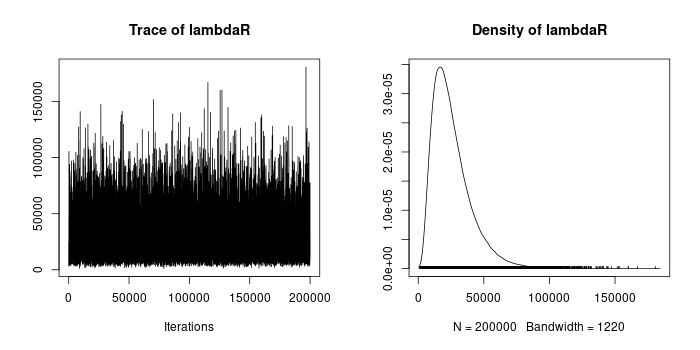 Trace of lambdaR
150000
100000
50000
0
0 50000 100000 150000 200000
Iterations
Density of lambdaR
3.0e-05
2.0e-05
1.0e-05
0.0e+00
0 50000 100000 150000
N = 200000 Bandwidth = 1220